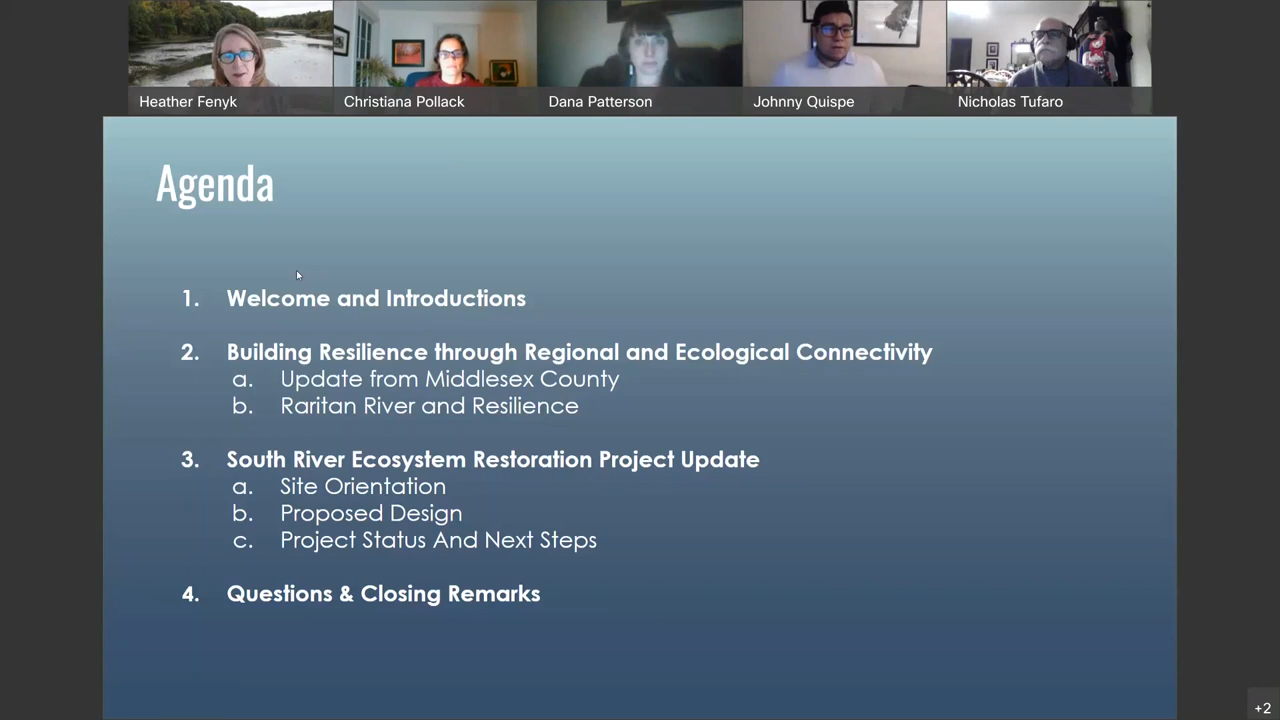 Heather Fenyk
Christiana Pollack
Dana Patterson
Johnny Quispe
Nicholas Tufaro
Agenda
1. Welcome and Introductions
2. Building Resilience through Regional and Ecological Connectivity
a. Update from Middlesex County
b. Raritan River and Resilience
3. South River Ecosystem Restoration Project Update
a. Site Orientation
b. Proposed Design
c. Project Status And Next Steps
4. Questions & Closing Remarks
+2